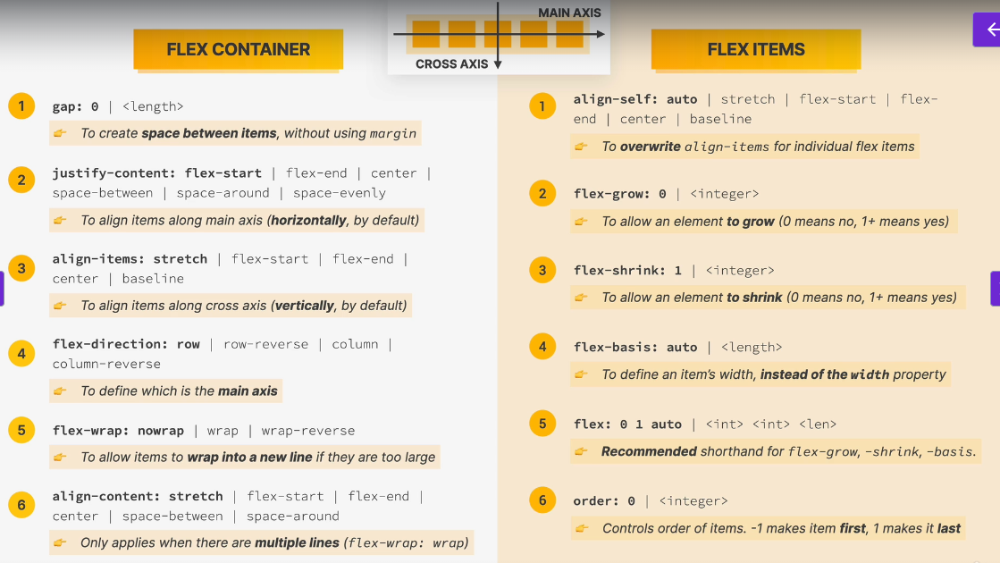 MAIN AXIS
CROSS AXIS
FLEX CONTAINER
1
gap: 0 | <length>
To create space between items, without using margin
2
justify-content: flex-start | flex-end | center |
space-between | space-around | space-evenly
To align items along main axis (horizontally, by default)
3
align-items: stretch | flex-start | flex-end |
center | baseline
To align items along cross axis (vertically, by default)
4
flex-direction: row | row-reverse | column |
column-reverse
To define which is the main axis
5
flex-wrap: nowrap | wrap | wrap-reverse
To allow items to wrap into a new line if they are too large
6
align-content: stretch | flex-start | flex-end |
center | space-between | space-around
Only applies when there are multiple lines (flex-wrap: wrap)
FLEX ITEMS
1
align-self: auto | stretch | flex-start | flex-
end | center | baseline
To overwrite align-items for individual flex items
2
flex-grow: 0 | <integer>
To allow an element to grow (0 means no, 1+ means yes)
3
flex-shrink: 1 | <integer>
To allow an element to shrink (0 means no, 1+ means yes)
4
flex-basis: auto | <length>
To define an item’s width, instead of the width property
5
flex: 0 1 auto | <int> <int> <len>
Recommended shorthand for flex-grow, -shrink, -basis.
6
order: 0 | <integer>
Controls order of items. -1 makes item first, 1 makes it last